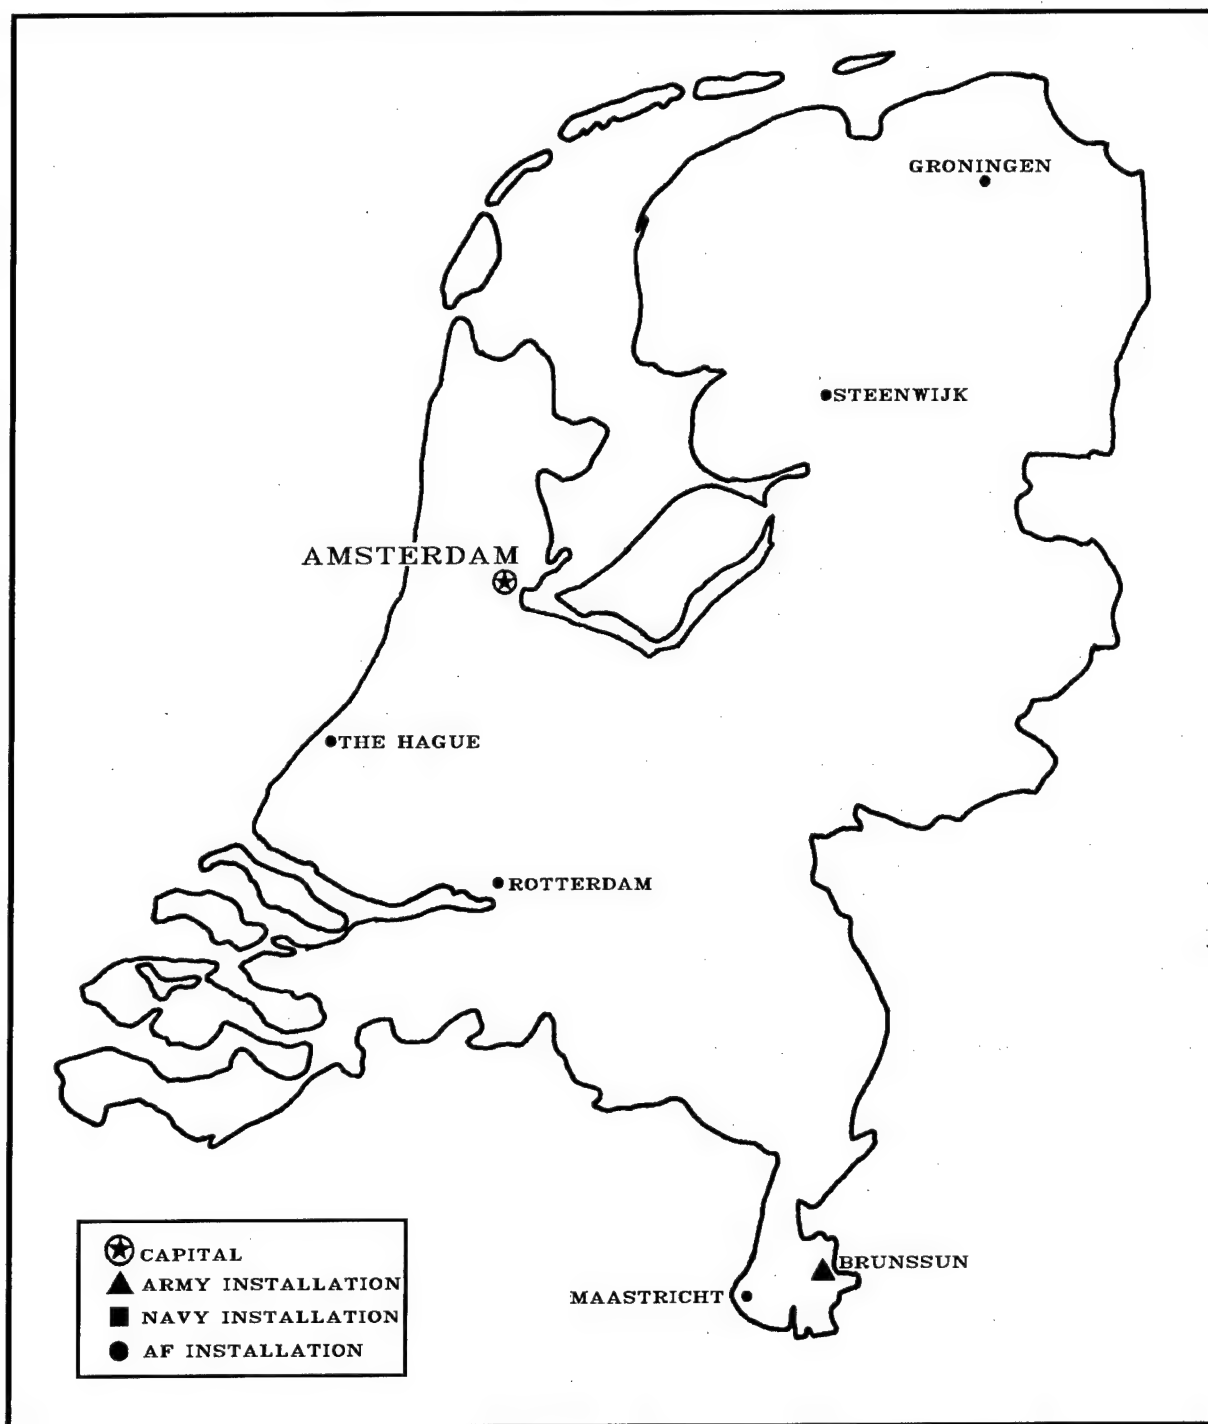 GRONINGEN
STEENWIJK
AMSTERDAM
THE HAGUE
ROTTERDAM
BRUNSSUN
MAASTRICHT
CAPITAL
ARMY INSTALLATION
NAVY INSTALLATION
AF INSTALLATION